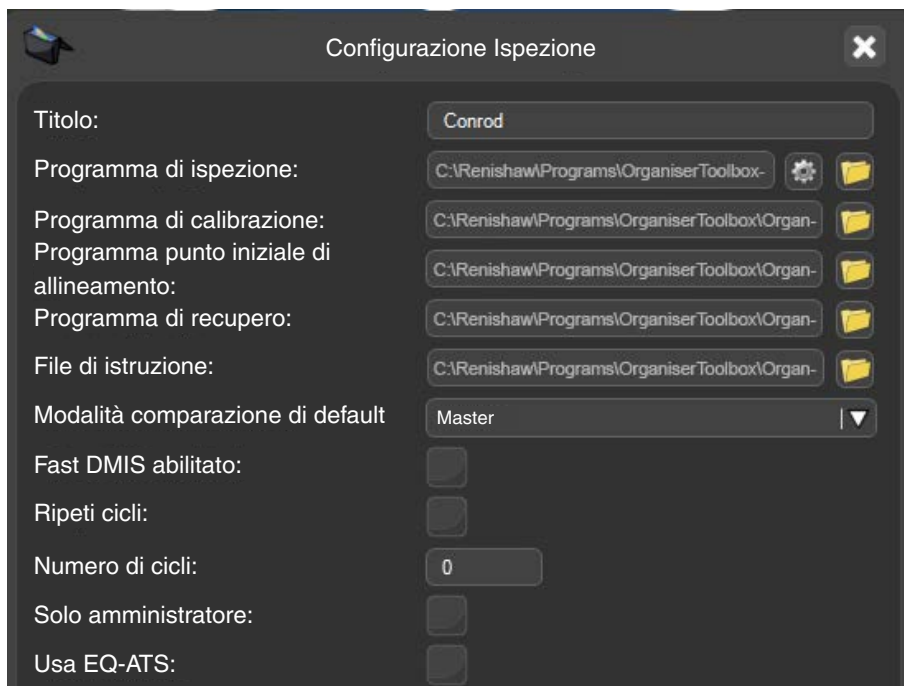 Configurazione Ispezione
Titolo: Conrod
Programma di ispezione: C:\Renishaw\Programs\OrganiserToolbox-
Programma di calibrazione: C:\Renishaw\Programs\OrganiserToolbox\Organ-
Programma punto iniziale di
allineamento: C:\Renishaw\Programs\OrganiserToolbox\Organ-
Programma di recupero: C:\Renishaw\Programs\OrganiserToolbox\Organ-
File di istruzione: C:\Renishaw\Programs\OrganiserToolbox\Organ-
Modalità comparazione di default Master
Fast DMIS abilitato:
Ripeti cicli:
Numero di cicli: 0
Solo amministratore:
Usa EQ-ATS: